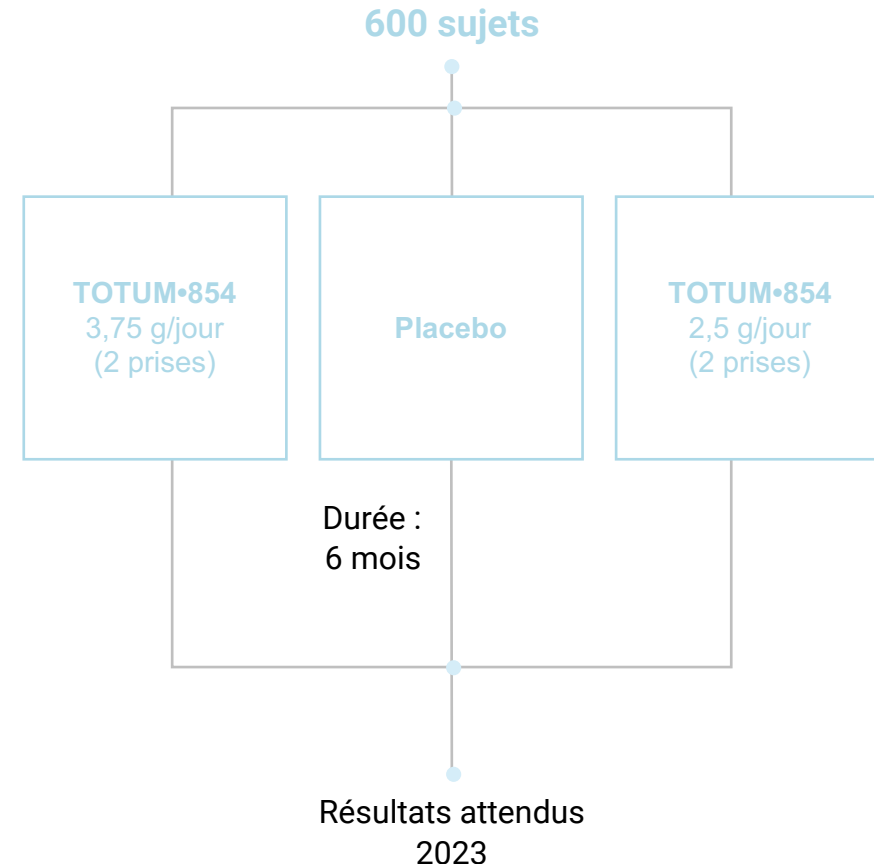 600 sujets
TOTUM•854
3,75 g/jour
(2 prises)
Placebo
TOTUM•854
2,5 g/jour
(2 prises)
Durée :
6 mois
Résultats attendus
2023